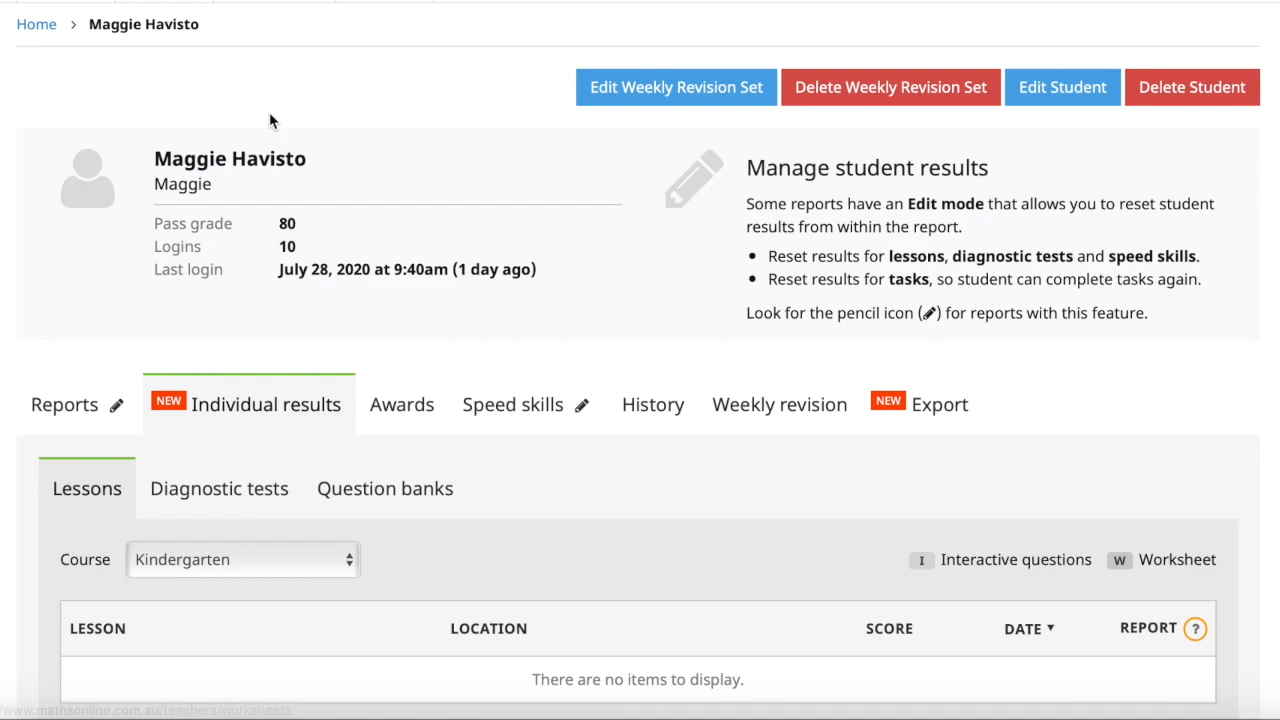 Home > Maggie Havisto
Edit Weekly Revision Set Delete Weekly Revision Set Edit Student Delete Student
Maggie Havisto
Maggie
Pass grade 80
Logins 10
Last login July 28, 2020 at 9:40am (1 day ago)
Manage student results
Some reports have an Edit mode that allows you to reset student
results from within the report.
• Reset results for lessons, diagnostic tests and speed skills.
• Reset results for tasks, so student can complete tasks again.
Look for the pencil icon () for reports with this feature.
Reports NEW Individual results Awards Speed skills History Weekly revision NEW Export
Lessons Diagnostic tests Question banks
Course Kindergarten I Interactive questions W Worksheet
LESSON LOCATION SCORE DATE ▼ REPORT ?
There are no items to display.
/www.mathsonline.com.au/teachers/worksheets